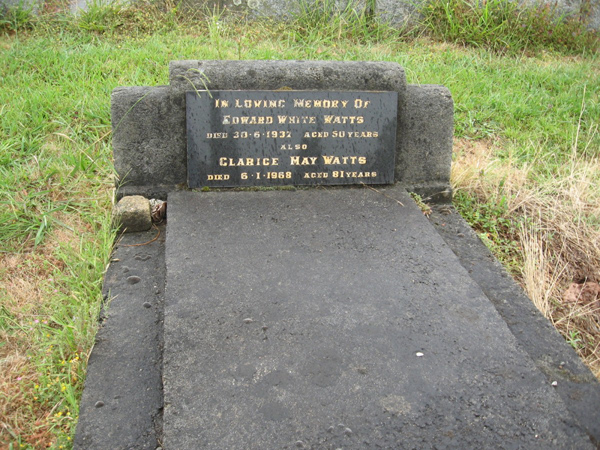 In Loving Memory Of
Edward White Watts
Died 30·6·1937 Aged 50 Years
also
Clarice May Watts
Died 6·1·1968 Aged 81 Years